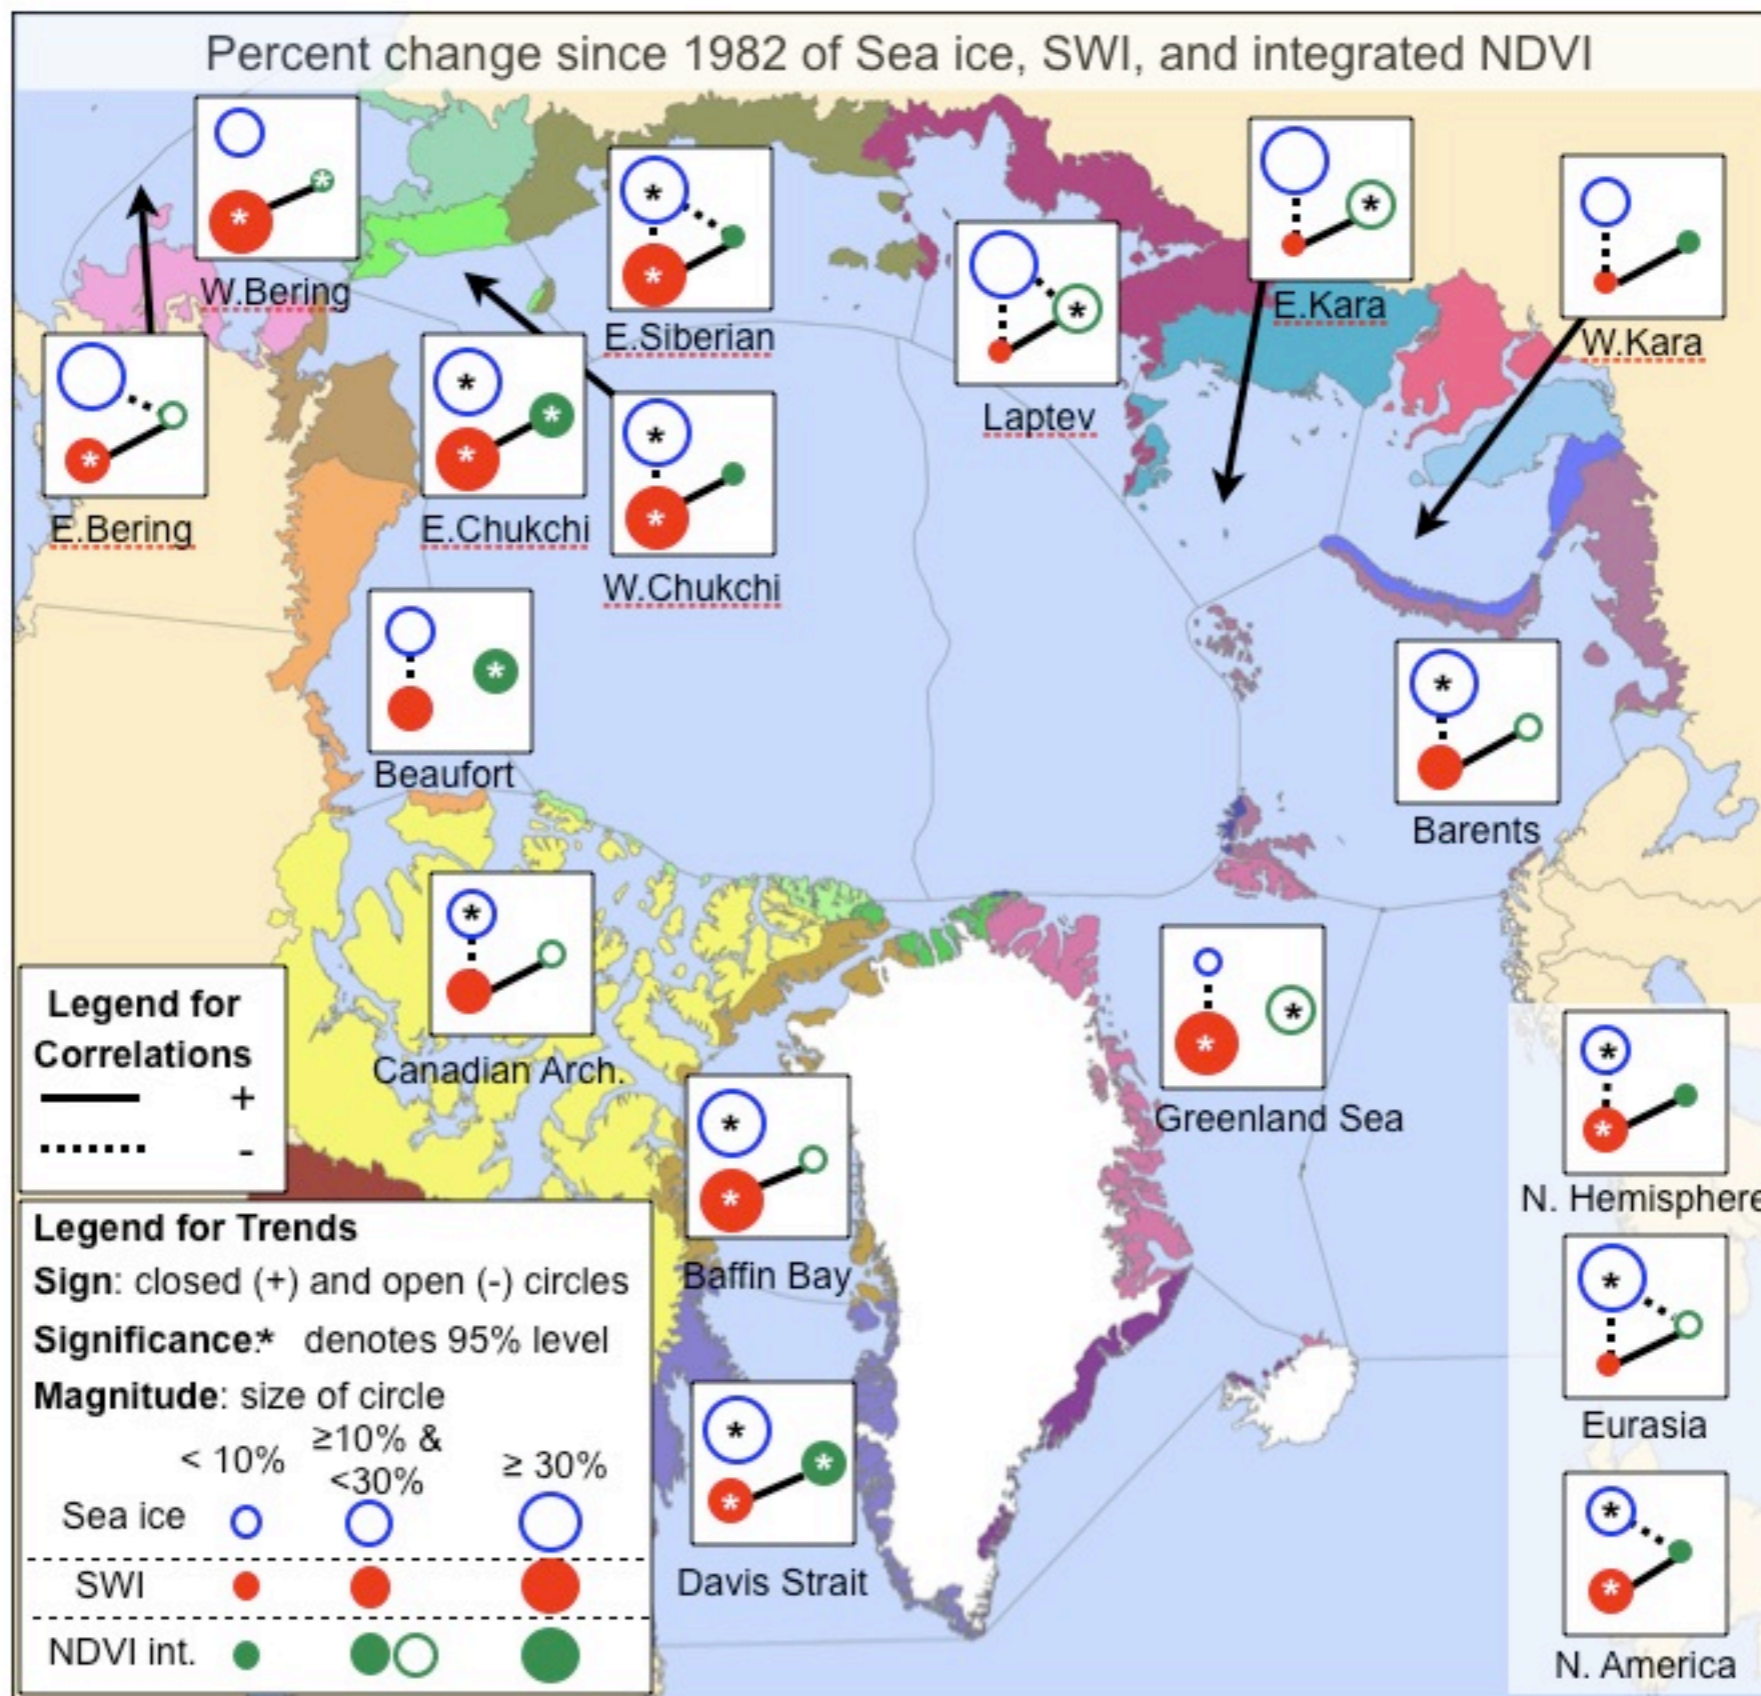 Percent change since 1982 of Sea ice, SWI, and integrated NDVI
W.Bering
E.Siberian
E.Kara
W.Kara
Laptev
E.Bering
E.Chukchi
W.Chukchi
Beaufort
Barents
Canadian Arch.
Greenland Sea
Baffin Bay
Davis Strait
N. Hemisphere
Eurasia
N. America
Legend for
Correlations
+
-
Legend for Trends
Sign: closed (+) and open (-) circles
Significance:* denotes 95% level
Magnitude: size of circle
< 10% ≥10% & <30% ≥ 30%
Sea ice
SWI
NDVI int.